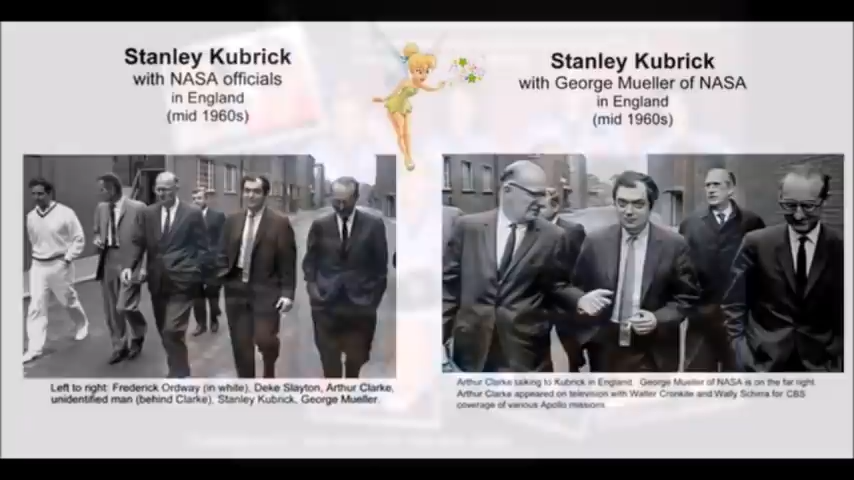 Stanley Kubrick
with NASA officials
in England
(mid 1960s)
Left to right: Frederick Ordway (in white), Deke Slayton, Arthur Clarke,
unidentified man (behind Clarke), Stanley Kubrick, George Mueller.
Stanley Kubrick
with George Mueller of NASA
in England
(mid 1960s)
Arthur Clarke talking to Kubrick in England. George Mueller of NASA is on the far right.
Arthur Clarke appeared on television with Walter Cronkite and Wally Schirra for CBS
coverage of various Apollo missions.